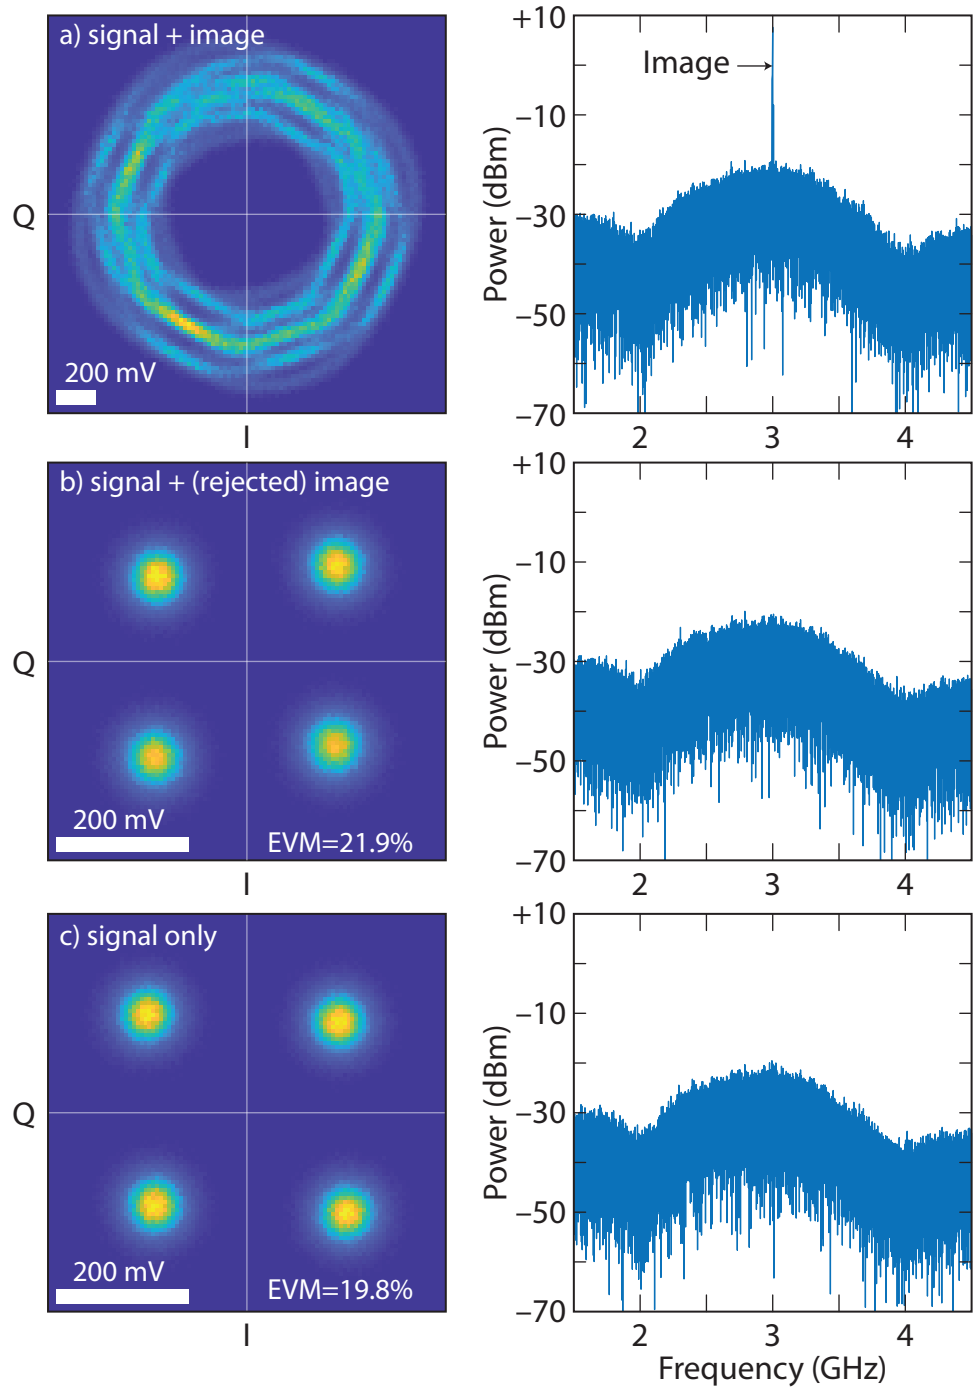 a) signal + image
Q
200 mV
I
+10
−10
−30
−50
−70
Power (dBm)
Image
2
3
4
b) signal + (rejected) image
Q
200 mV
EVM=21.9%
I
+10
−10
−30
−50
−70
Power (dBm)
2
3
4
c) signal only
Q
200 mV
EVM=19.8%
I
+10
−10
−30
−50
−70
Power (dBm)
2
3
4
Frequency (GHz)